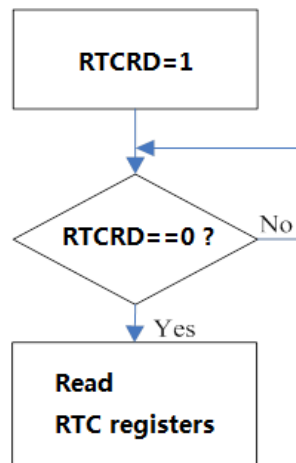 RTCRD=1
RTCRD==0 ?
No
Yes
Read
RTC registers